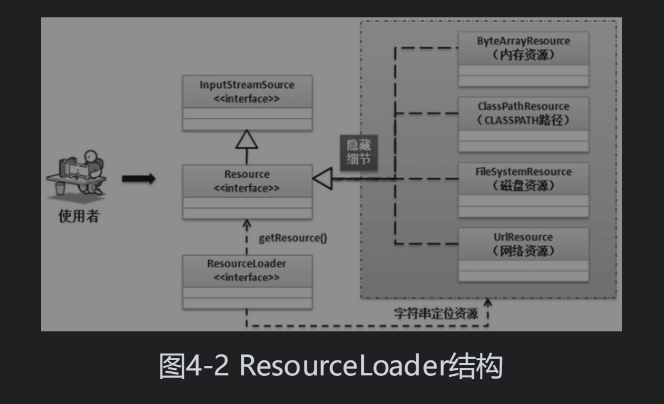 ByteArrayResource
（内存资源）
InputStreamSource
<<interface>>
ClassPathResource
（CLASSPATH路径）
隐藏
细节
Resource
<<interface>>
FileSystemResource
（磁盘资源）
使用者
getResource()
UrlResource
（网络资源）
ResourceLoader
<<interface>>
字符串定位资源
图4-2 ResourceLoader结构